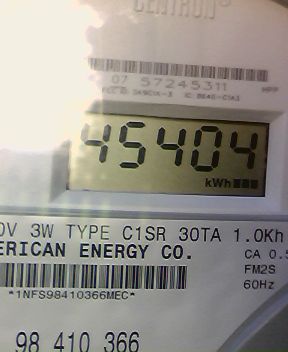 CENTRON®
07 57245311
45404
kWh
0V 3W TYPE C1SR 30TA 1.0Kh
ERICAN ENERGY CO.
CA 0.5
FM2S
60Hz
*1NFS98410366MEC*
98 410 366